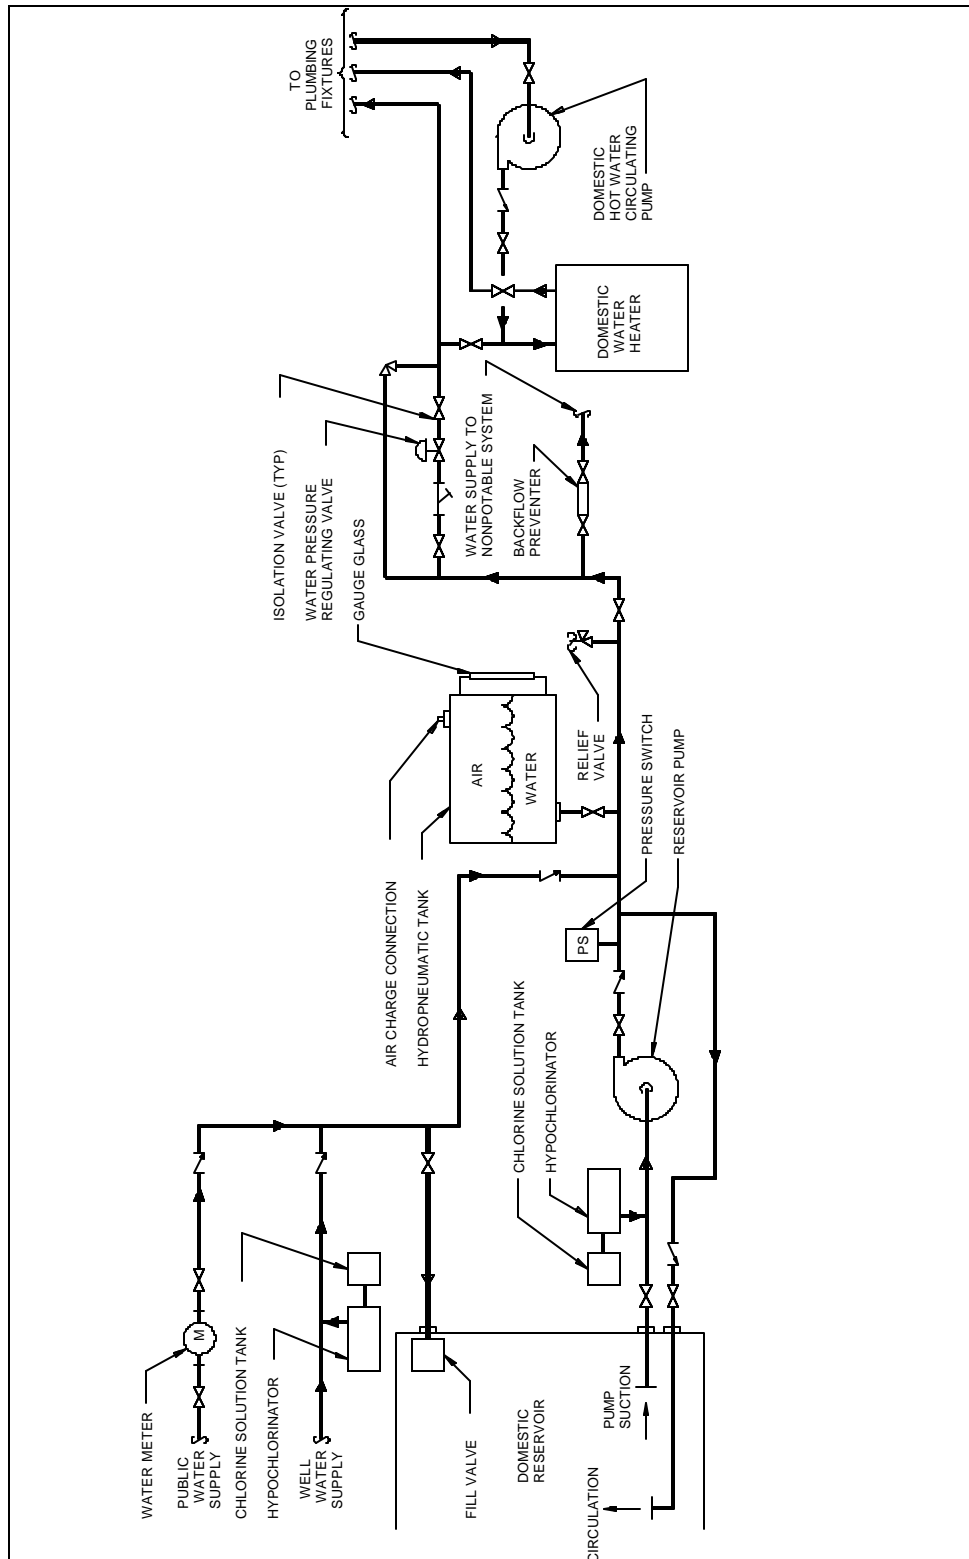 TO
PLUMBING
FIXTURES
DOMESTIC
HOT WATER
CIRCULATING
PUMP
DOMESTIC
WATER
HEATER
ISOLATION VALVE (TYP)
WATER PRESSURE
REGULATING VALVE
GAUGE GLASS
WATER SUPPLY TO
NONPOTABLE SYSTEM
BACKFLOW
PREVENTER
AIR
WATER
RELIEF
VALVE
PRESSURE SWITCH
RESERVOIR PUMP
AIR CHARGE CONNECTION
HYDROPNEUMATIC TANK
PS
CHLORINE SOLUTION TANK
HYPOCHLORINATOR
M
WATER METER
PUBLIC
WATER
SUPPLY
CHLORINE SOLUTION TANK
HYPOCHLORINATOR
WELL
WATER
SUPPLY
FILL VALVE
DOMESTIC
RESERVOIR
PUMP
SUCTION
CIRCULATION